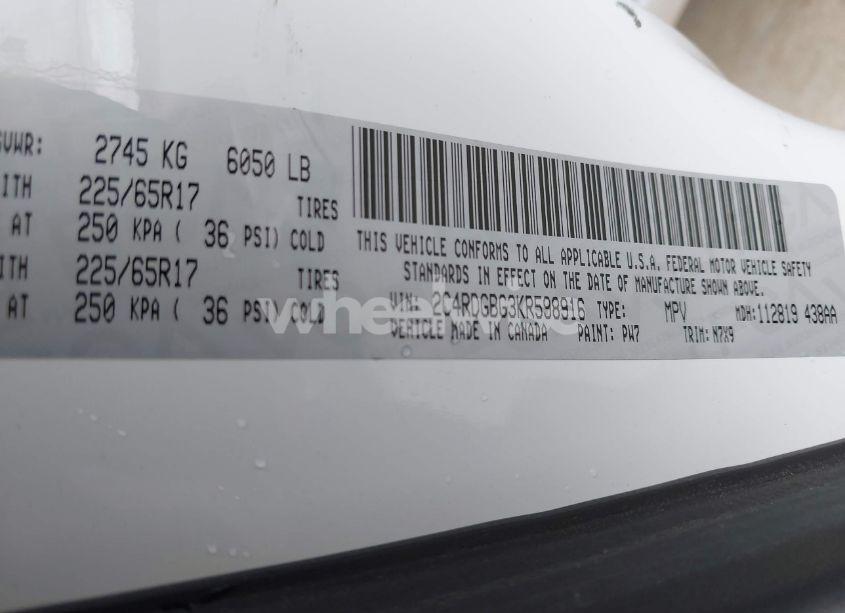 GVWR: 2745 KG 6050 LB
WITH 225/65R17 TIRES
AT 250 KPA ( 36 PSI) COLD
WITH 225/65R17 TIRES
AT 250 KPA ( 36 PSI) COLD
THIS VEHICLE CONFORMS TO ALL APPLICABLE U.S.A. FEDERAL MOTOR VEHICLE SAFETY
STANDARDS IN EFFECT ON THE DATE OF MANUFACTURE SHOWN ABOVE.
VIN: 2C4RDGBG3KR598916 TYPE: MPV MDH:112819 438AA
VEHICLE MADE IN CANADA PAINT: PW7 TRIM: N7X9